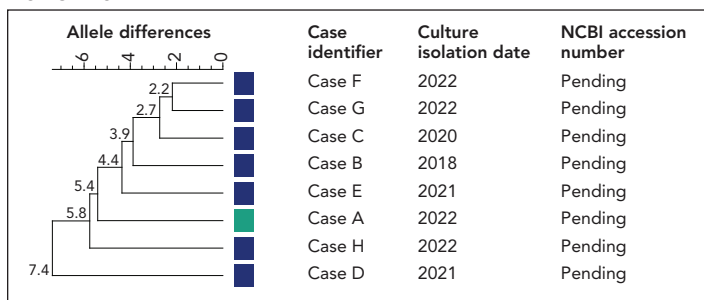 Allele differences
Case identifier
Culture isolation date
NCBI accession number
6 4 2 0
2.2 Case F 2022 Pending
Case G 2022 Pending
2.7
Case C 2020 Pending
3.9
Case B 2018 Pending
4.4
Case E 2021 Pending
5.4
Case A 2022 Pending
5.8
Case H 2022 Pending
7.4 Case D 2021 Pending